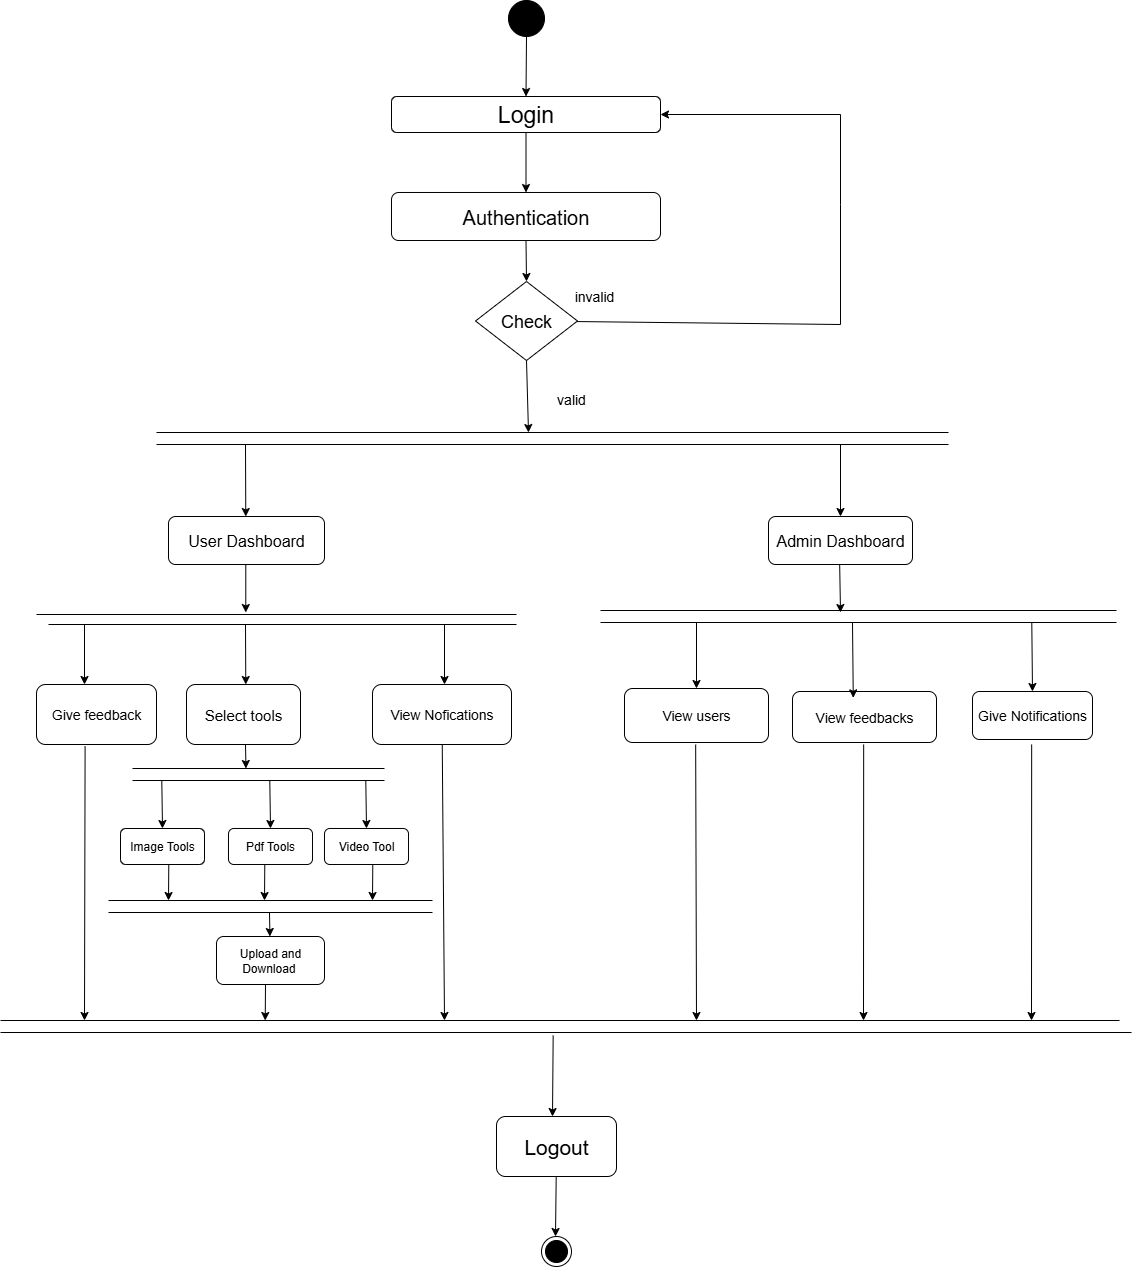 Login
Authentication
invalid
Check
valid
User Dashboard
Admin Dashboard
Give feedback
Select tools
View Nofications
View users
View feedbacks
Give Notifications
Image Tools
Pdf Tools
Video Tool
Upload and
Download
Logout